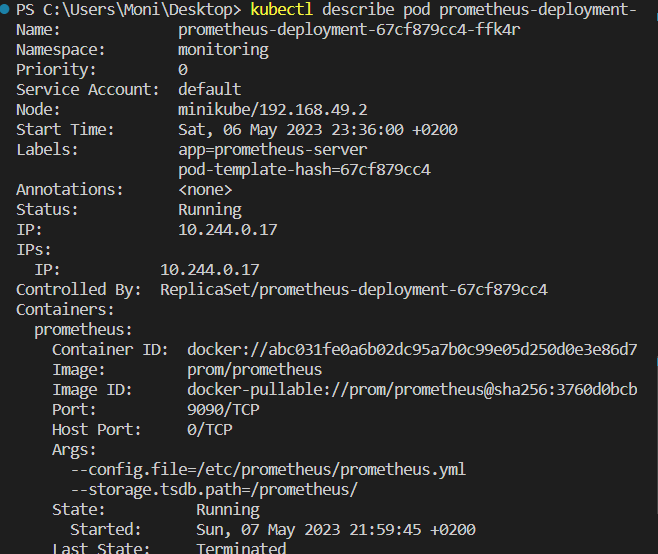 PS C:\Users\Moni\Desktop> kubectl describe pod prometheus-deployment-
Name: prometheus-deployment-67cf879cc4-ffk4r
Namespace: monitoring
Priority: 0
Service Account: default
Node: minikube/192.168.49.2
Start Time: Sat, 06 May 2023 23:36:00 +0200
Labels: app=prometheus-server
pod-template-hash=67cf879cc4
Annotations: <none>
Status: Running
IP: 10.244.0.17
IPs:
IP: 10.244.0.17
Controlled By: ReplicaSet/prometheus-deployment-67cf879cc4
Containers:
prometheus:
Container ID: docker://abc031fe0a6b02dc95a7b0c99e05d250d0e3e86d7
Image: prom/prometheus
Image ID: docker-pullable://prom/prometheus@sha256:3760d0bcb
Port: 9090/TCP
Host Port: 0/TCP
Args:
--config.file=/etc/prometheus/prometheus.yml
--storage.tsdb.path=/prometheus/
State: Running
Started: Sun, 07 May 2023 21:59:45 +0200
Last State: Terminated